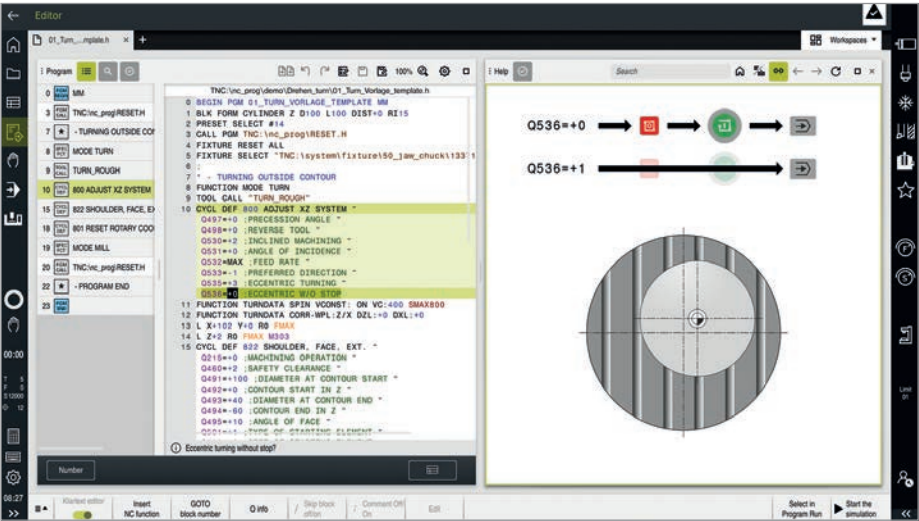 Editor
01_Turn_...mplate.h × +
Workspaces
Program
100%
Help
Search
0 MM
3 TNC:\nc_prog\RESET.H
7 - TURNING OUTSIDE CO
8 MODE TURN
9 TURN_ROUGH
10 800 ADJUST XZ SYSTEM
15 822 SHOULDER, FACE, E
18 801 RESET ROTARY COO
19 MODE MILL
20 TNC:\nc_prog\RESET.H
22 - PROGRAM END
23
TNC:\nc_prog\demo\Drehen_turn\01_Turn_Vorlage_template.h
0 BEGIN PGM 01_TURN_VORLAGE_TEMPLATE MM
1 BLK FORM CYLINDER Z D100 L100 DIST+0 RI15
2 PRESET SELECT #14
3 CALL PGM TNC:\nc_prog\RESET.H
4 FIXTURE RESET ALL
5 FIXTURE SELECT "TNC:\system\fixture\50_jaw_chuck\133
6 ;
7 * - TURNING OUTSIDE CONTOUR
8 FUNCTION MODE TURN
9 TOOL CALL "TURN_ROUGH"
10 CYCL DEF 800 ADJUST XZ SYSTEM ~
Q497=+0 ;PRECESSION ANGLE ~
Q498=+0 ;REVERSE TOOL ~
Q530=+2 ;INCLINED MACHINING ~
Q531=+0 ;ANGLE OF INCIDENCE ~
Q532=MAX ;FEED RATE ~
Q533=-1 ;PREFERRED DIRECTION ~
Q535=+3 ;ECCENTRIC TURNING ~
Q536=+0 ;ECCENTRIC W/O STOP
11 FUNCTION TURNDATA SPIN VCONST: ON VC:400 SMAX800
12 FUNCTION TURNDATA CORR-WPL:Z/X DZL:+0 DXL:+0
13 L X+102 Y+0 R0 FMAX
14 L Z+2 R0 FMAX M303
15 CYCL DEF 822 SHOULDER, FACE, EXT. ~
Q215=+0 ;MACHINING OPERATION ~
Q460=+2 ;SAFETY CLEARANCE ~
Q491=+100 ;DIAMETER AT CONTOUR START ~
Q492=+0 ;CONTOUR START IN Z ~
Q493=+40 ;DIAMETER AT CONTOUR END ~
Q494=-60 ;CONTOUR END IN Z ~
Q495=+10 ;ANGLE OF FACE ~
Eccentric turning without stop?
Q536=+0
Q536=+1
Number
00:00
T 5
F 0
S 12000
12
Limit
01
08:27
Klartext editor
Insert NC function
GOTO block number
Q info
Skip block off/on
Comment Off/On
Edit
Select in Program Run
Start the simulation